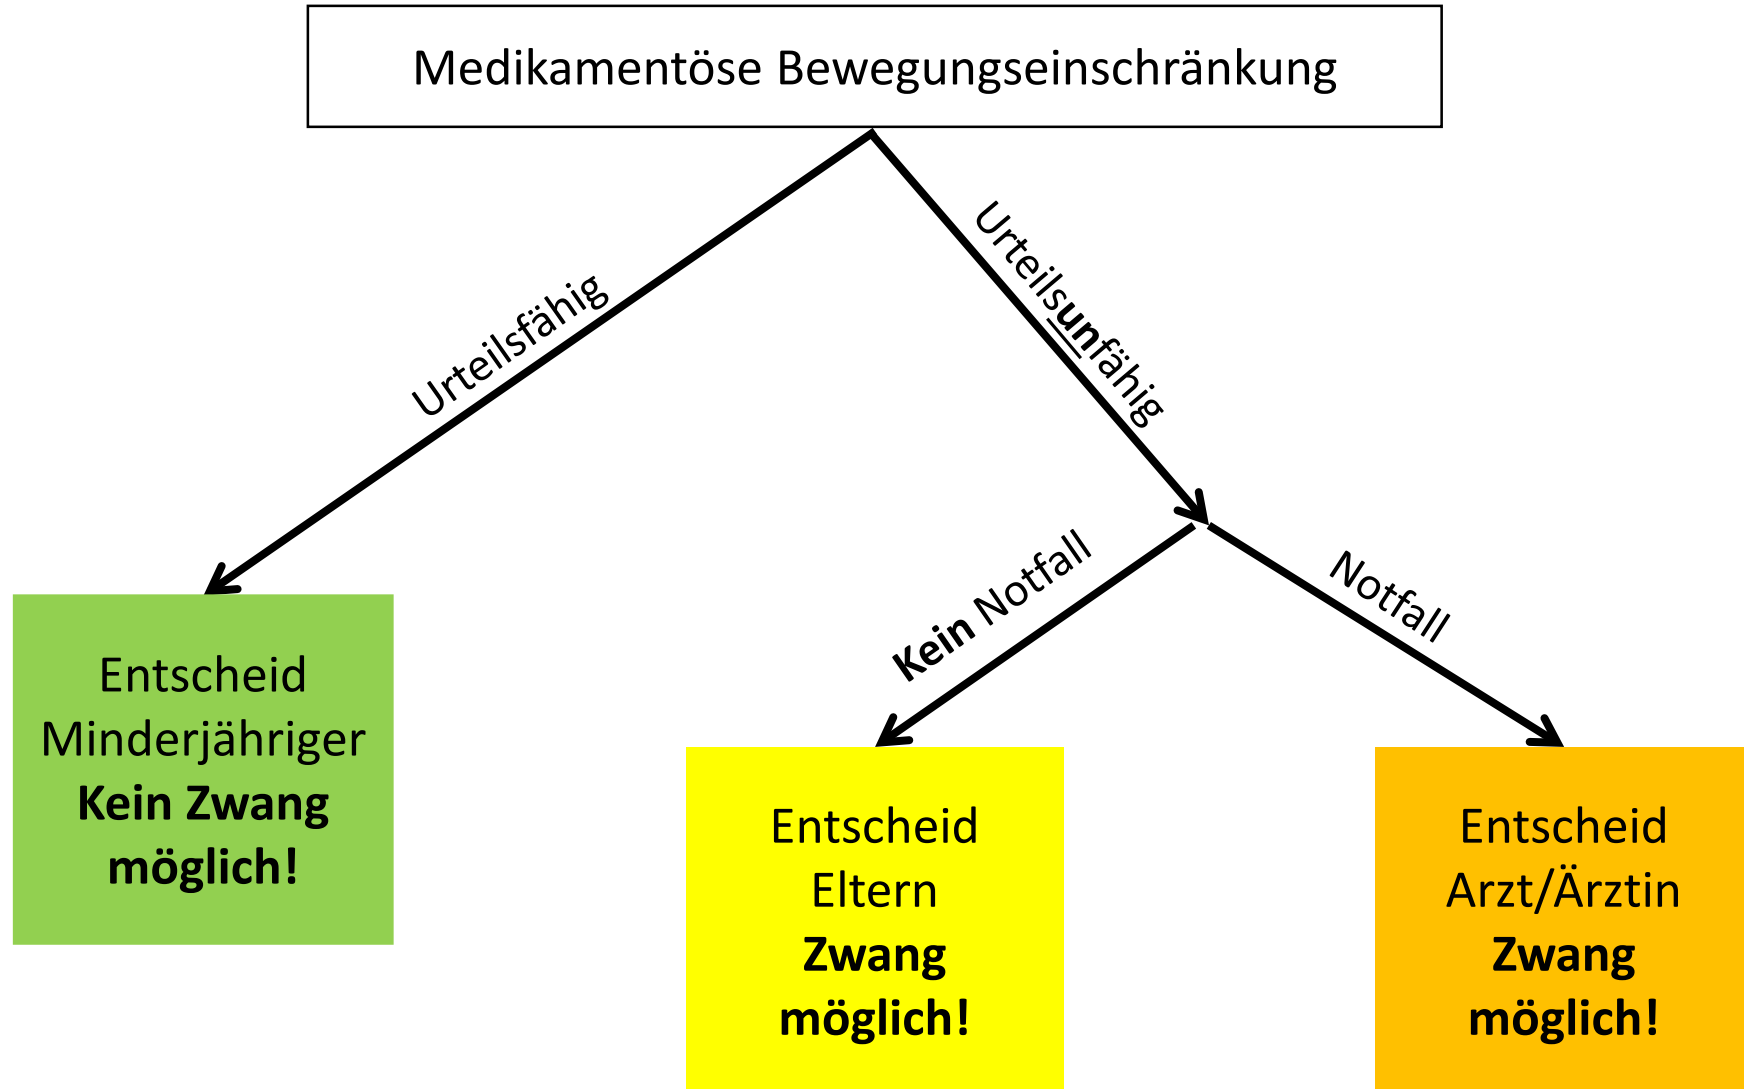 Medikamentöse Bewegungseinschränkung
Urteilsfähig
Urteilsunfähig
Kein Notfall
Notfall
Entscheid
Minderjähriger
Kein Zwang
möglich!
Entscheid
Eltern
Zwang
möglich!
Entscheid
Arzt/Ärztin
Zwang
möglich!